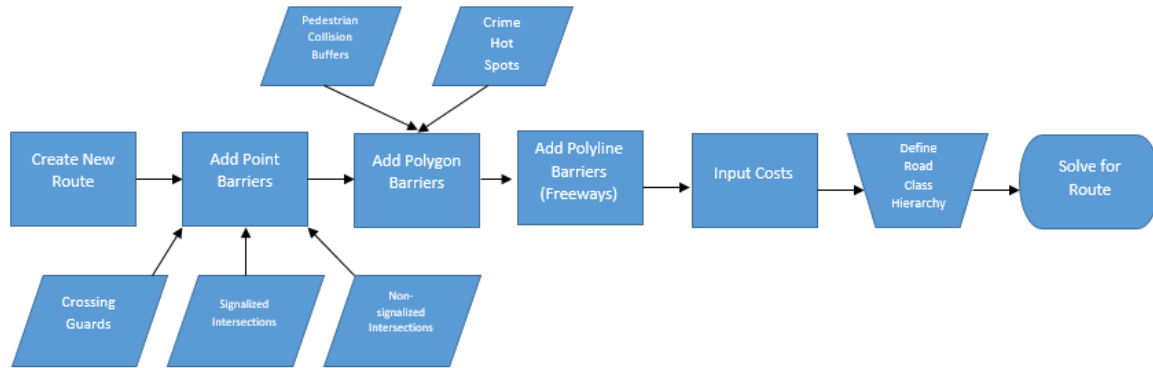 Pedestrian
Collision
Buffers
Crime
Hot
Spots
Create New
Route
Add Point
Barriers
Add Polygon
Barriers
Add Polyline
Barriers
(Freeways)
Input Costs
Define
Road
Class
Hierarchy
Solve for
Route
Crossing
Guards
Signalized
Intersections
Non-
signalized
Intersections